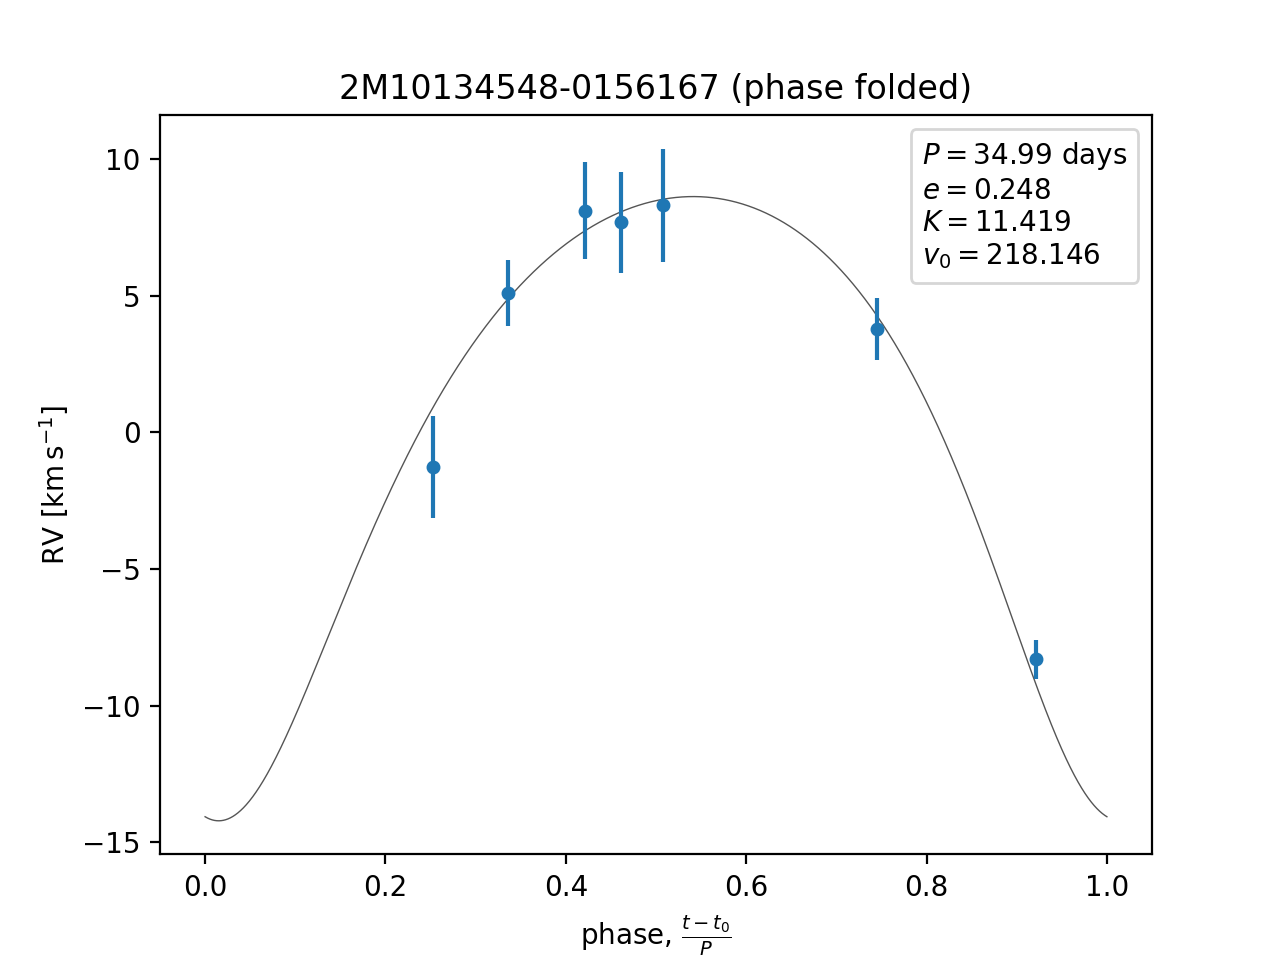 2M10134548-0156167 (phase folded)
P = 34.99 days
e = 0.248
K = 11.419
v₀ = 218.146
10
5
0
−5
−10
−15
RV [km s⁻¹]
0.0 0.2 0.4 0.6 0.8 1.0
phase, (t − t₀)/P